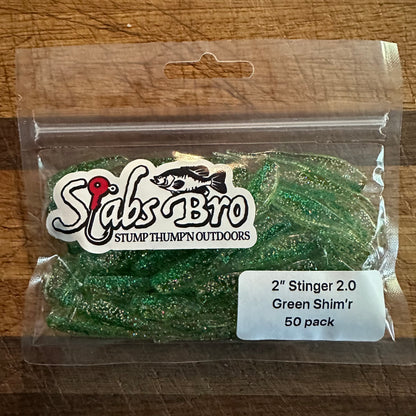 Slabs Bro
STUMP THUMP'N OUTDOORS
2" Stinger 2.0
Green Shim'r
50 pack